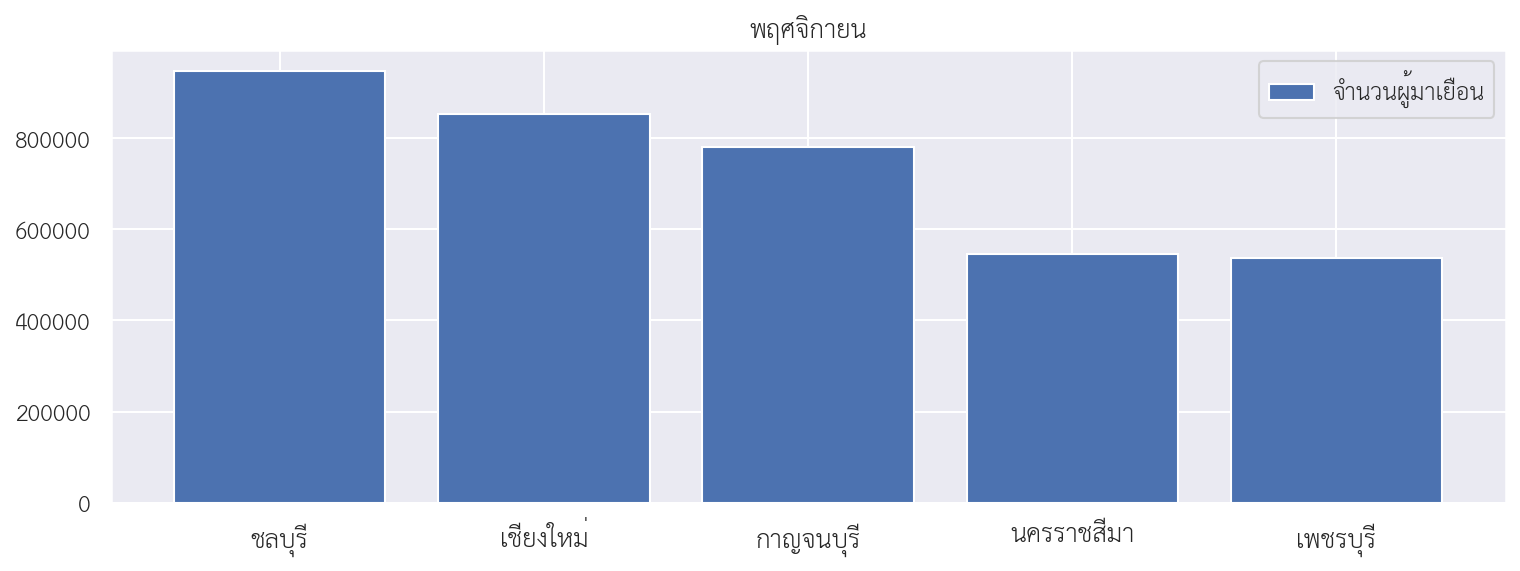 พฤศจิกายน
จำนวนผู้มาเยือน
800000
600000
400000
200000
0
ชลบุรี
เชียงใหม่
กาญจนบุรี
นครราชสีมา
เพชรบุรี